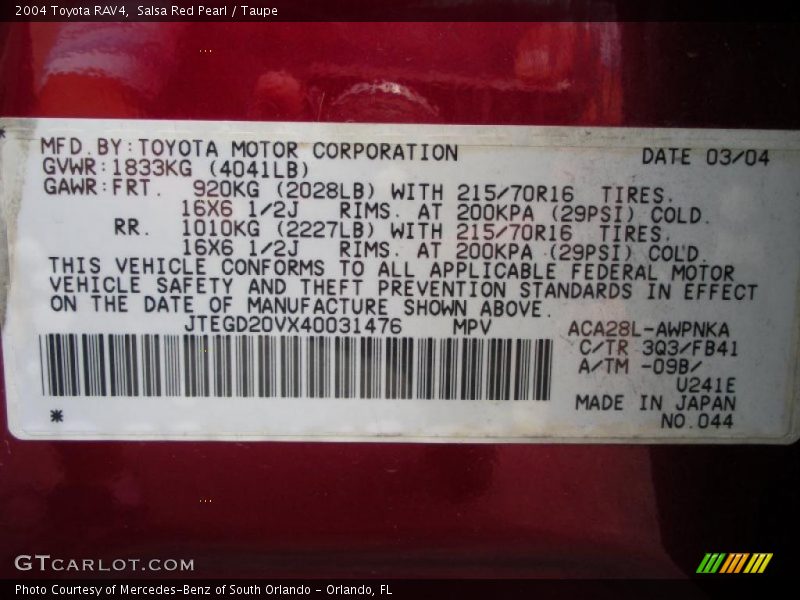 2004 Toyota RAV4, Salsa Red Pearl / Taupe
MFD.BY:TOYOTA MOTOR CORPORATION DATE 03/04
GVWR:1833KG (4041LB)
GAWR:FRT. 920KG (2028LB) WITH 215/70R16 TIRES.
16X6 1/2J RIMS. AT 200KPA (29PSI) COLD.
RR. 1010KG (2227LB) WITH 215/70R16 TIRES.
16X6 1/2J RIMS. AT 200KPA (29PSI) COLD.
THIS VEHICLE CONFORMS TO ALL APPLICABLE FEDERAL MOTOR
VEHICLE SAFETY AND THEFT PREVENTION STANDARDS IN EFFECT
ON THE DATE OF MANUFACTURE SHOWN ABOVE.
JTEGD20VX40031476 MPV ACA28L-AWPNKA
C/TR 3Q3/FB41
A/TM -09B/
U241E
MADE IN JAPAN
* NO.044
GTCARLOT.COM
Photo Courtesy of Mercedes-Benz of South Orlando - Orlando, FL